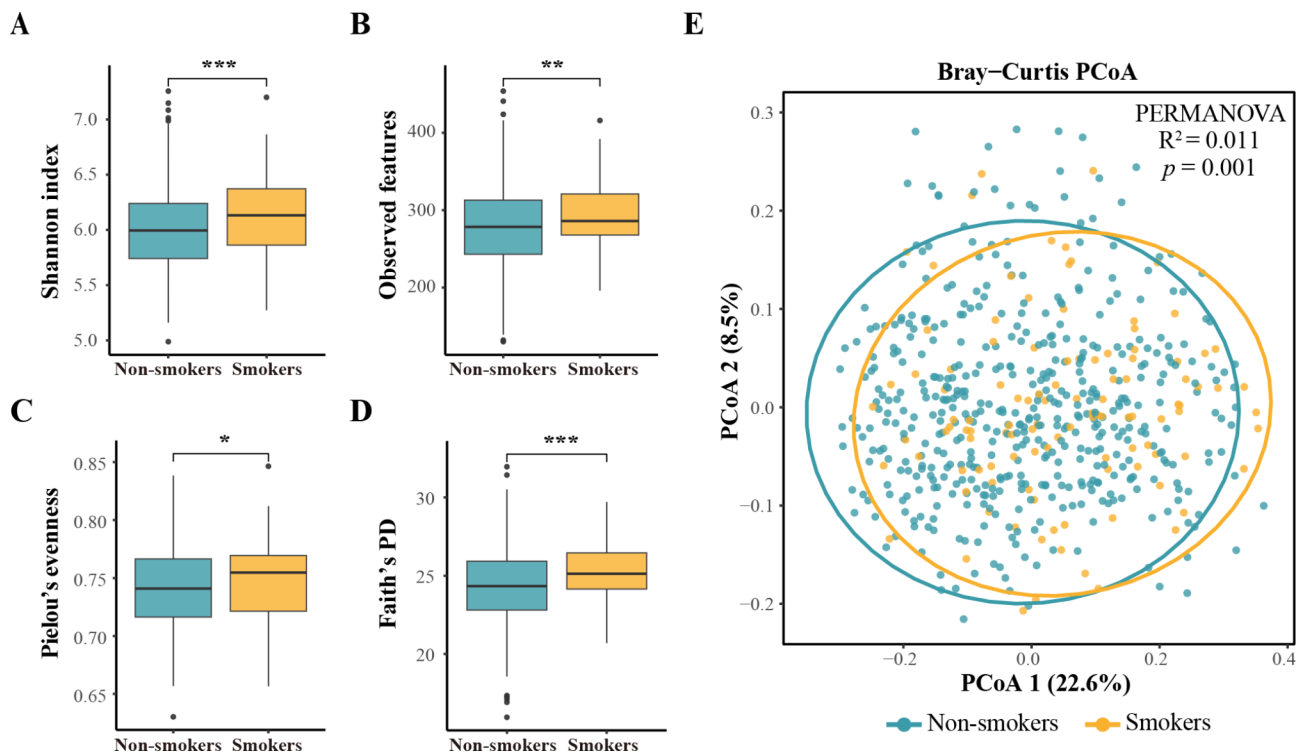 A
***
Shannon index
7.0
6.5
6.0
5.5
5.0
Non-smokers Smokers
B
**
Observed features
400
300
200
Non-smokers Smokers
C
*
Pielou's evenness
0.85
0.80
0.75
0.70
0.65
Non-smokers Smokers
D
***
Faith's PD
30
25
20
Non-smokers Smokers
E
Bray−Curtis PCoA
PERMANOVA
R² = 0.011
p = 0.001
PCoA 2 (8.5%)
0.3
0.2
0.1
0.0
−0.1
−0.2
−0.2 0.0 0.2 0.4
PCoA 1 (22.6%)
Non-smokers Smokers